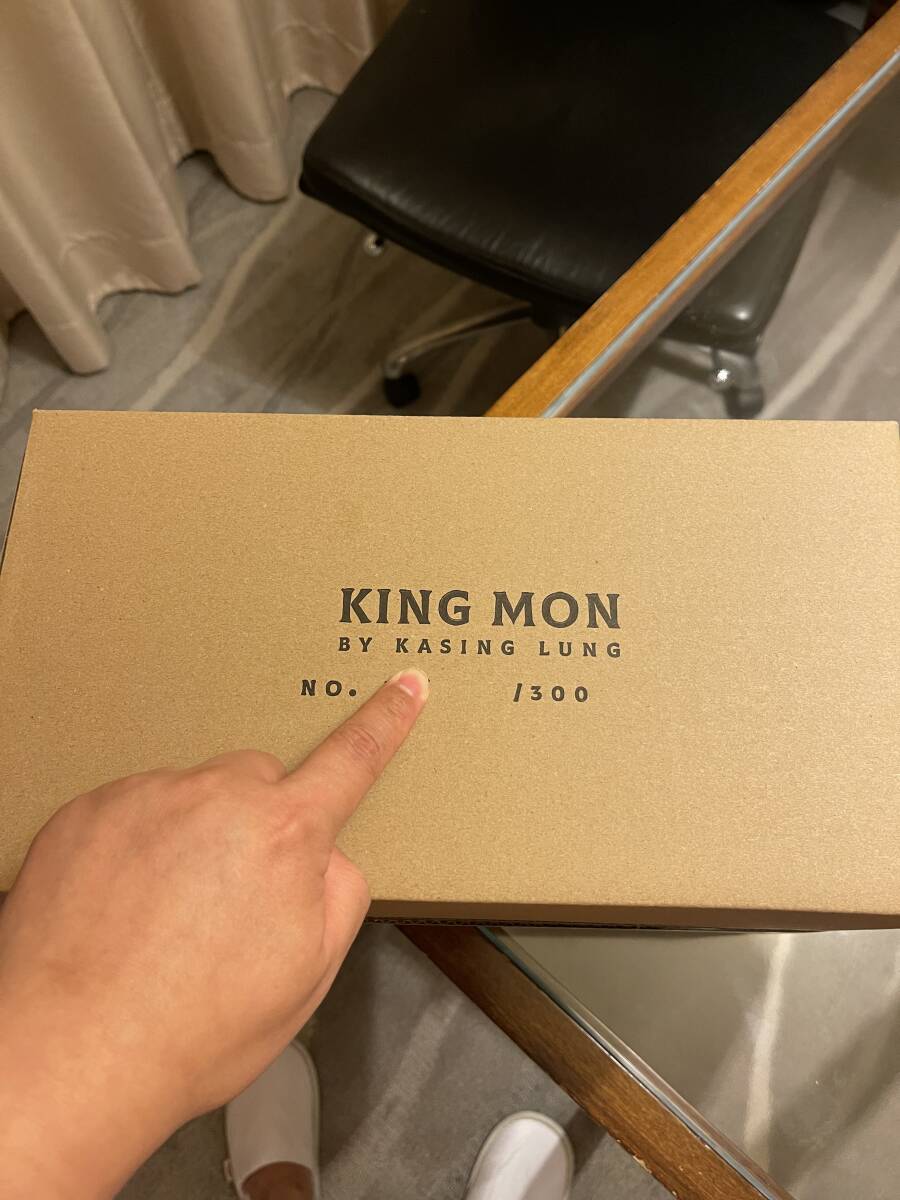 KING MON
BY KASING LUNG
NO. /300